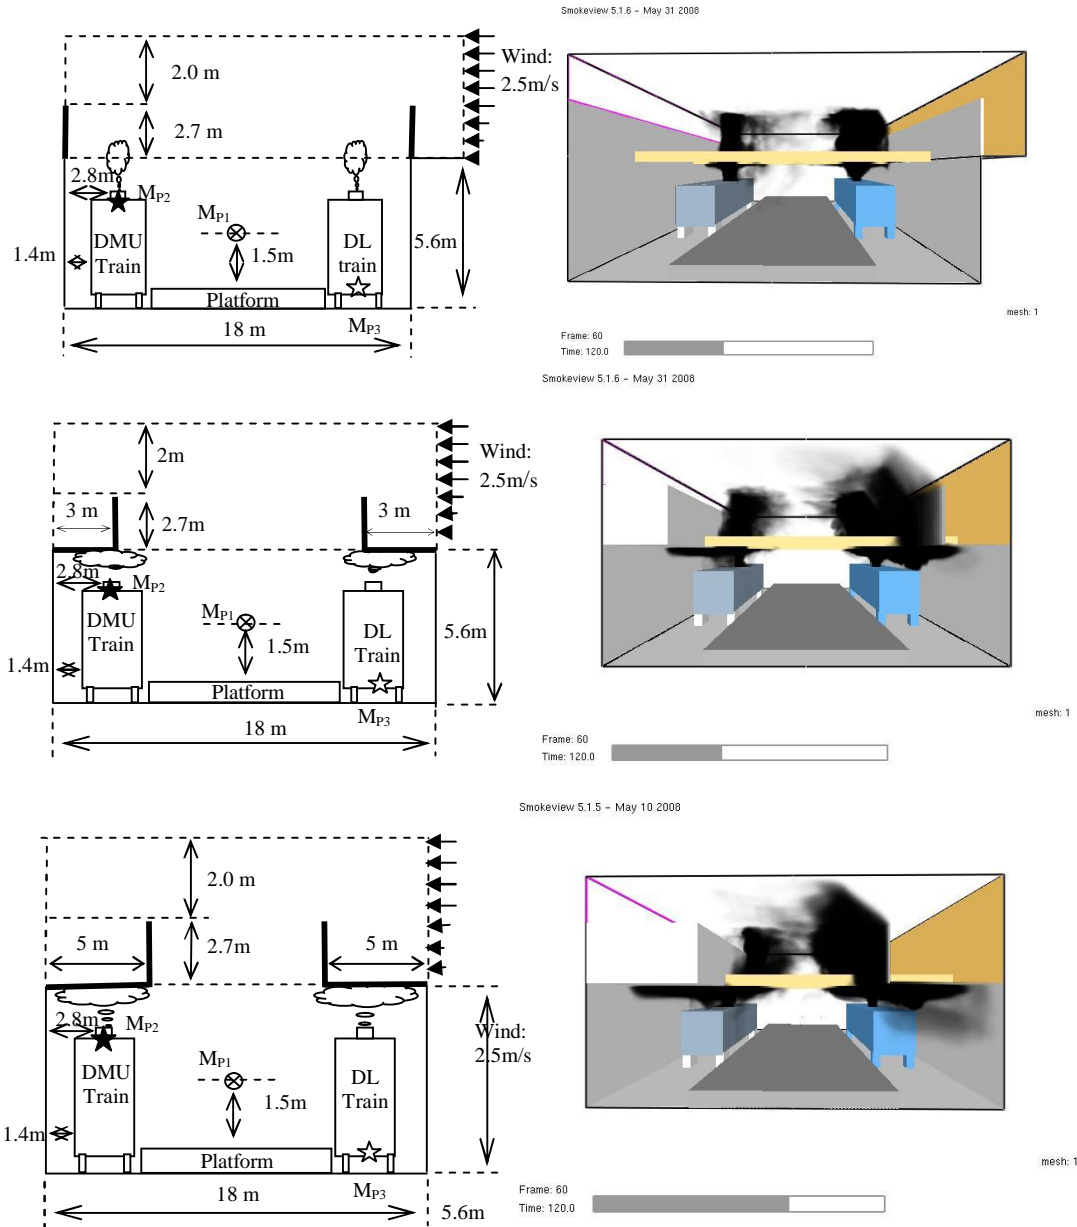 Smokeview 5.1.6 – May 31 2008
Wind:
2.5m/s
2.0 m
2.7 m
2.8m
MP2
MP1
1.4m
DMU
Train
1.5m
DL
train
5.6m
Platform
MP3
18 m
mesh: 1
Frame: 60
Time: 120.0
Smokeview 5.1.6 – May 31 2008
2m
Wind:
2.5m/s
3 m
2.7m
3 m
2.8m
MP2
MP1
DMU
Train
1.5m
DL
Train
5.6m
1.4m
Platform
MP3
18 m
mesh: 1
Frame: 60
Time: 120.0
Smokeview 5.1.5 – May 10 2008
2.0 m
5 m
2.7m
5 m
2.8m
MP2
Wind:
2.5m/s
MP1
DMU
Train
1.5m
DL
Train
1.4m
Platform
MP3
18 m
5.6m
mesh: 1
Frame: 60
Time: 120.0